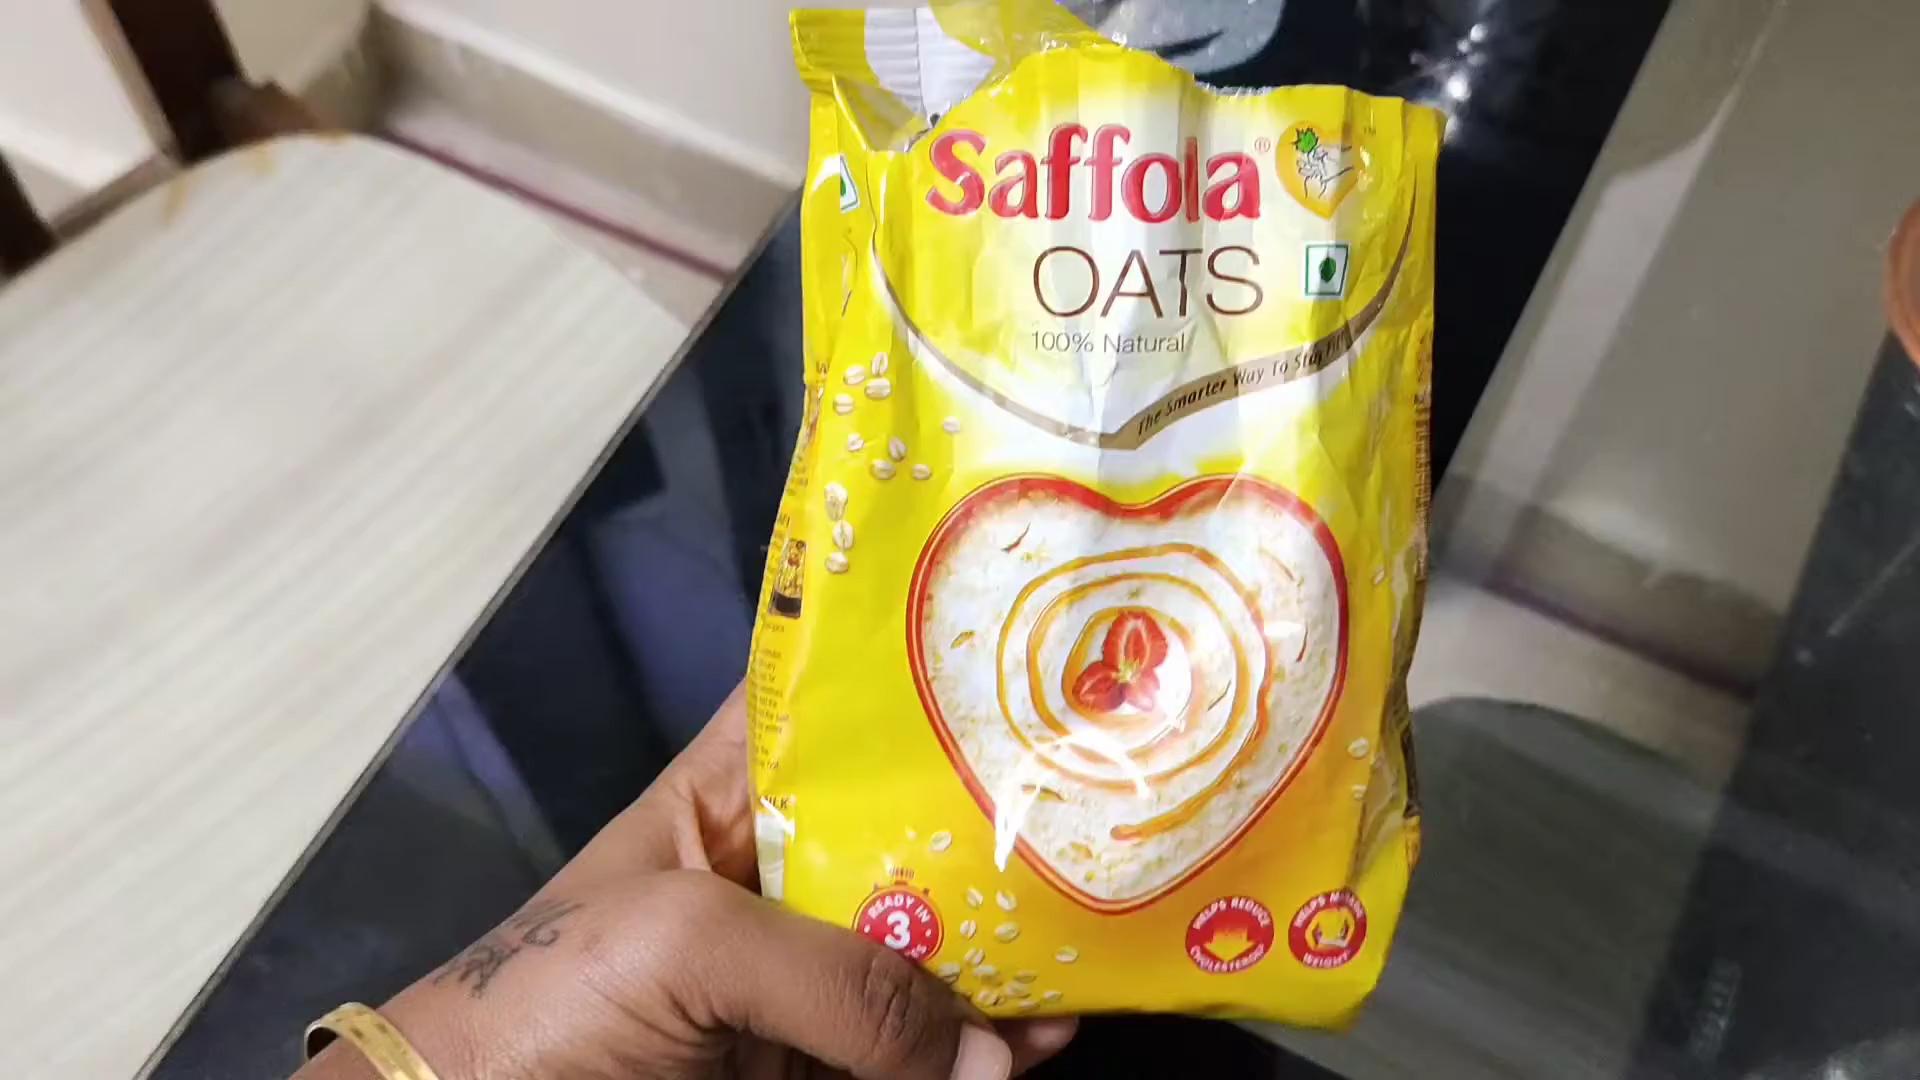 Saffola®
OATS
100% Natural
The Smarter Way To Stay Fit
READY IN
3
HELPS REDUCE
CHOLESTEROL
HELPS MANAGE
WEIGHT